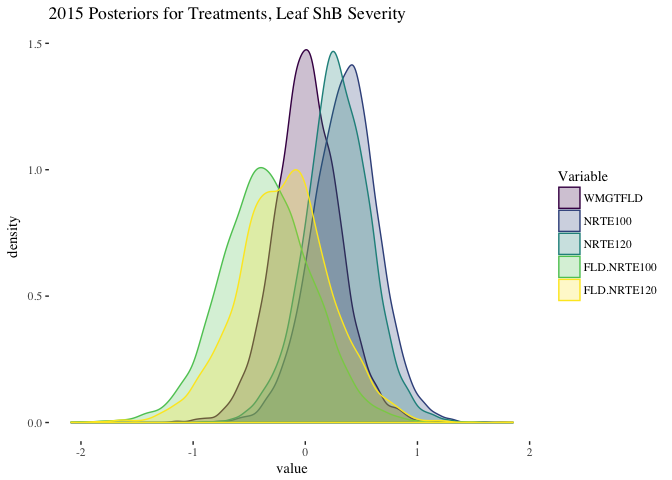 2015 Posteriors for Treatments, Leaf ShB Severity
1.5
1.0
0.5
0.0
density
-2
-1
0
1
2
value
Variable
WMGTFLD
NRTE100
NRTE120
FLD.NRTE100
FLD.NRTE120